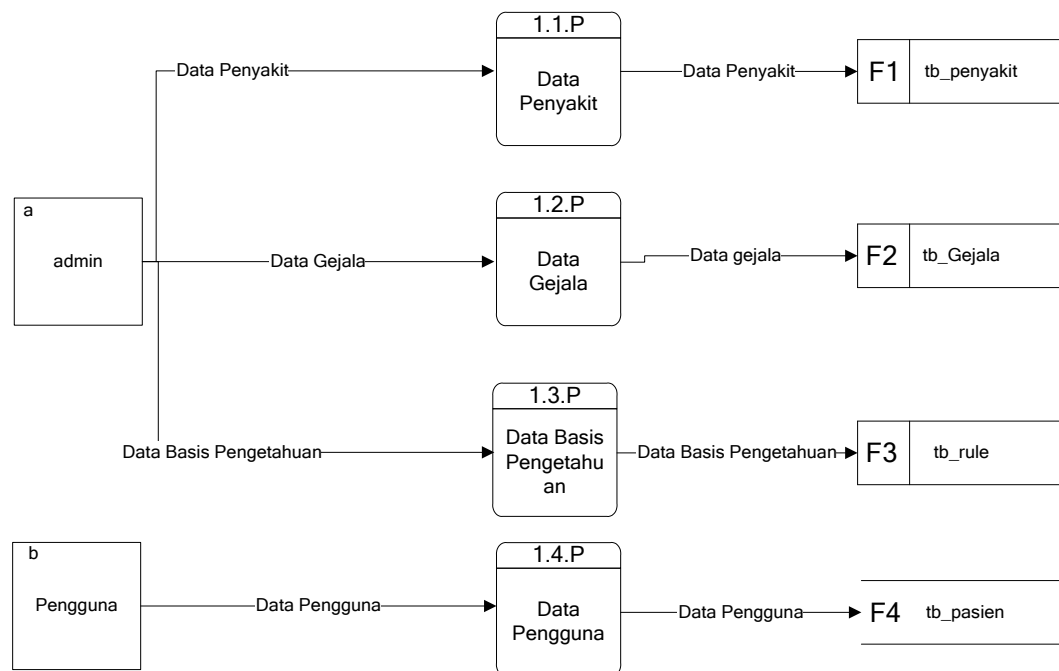 1.1.P
Data Penyakit
Data
Penyakit
Data Penyakit
F1
tb_penyakit
a
admin
Data Gejala
1.2.P
Data
Gejala
Data gejala
F2
tb_Gejala
Data Basis Pengetahuan
1.3.P
Data Basis
Pengetahu
an
Data Basis Pengetahuan
F3
tb_rule
b
Pengguna
Data Pengguna
1.4.P
Data
Pengguna
Data Pengguna
F4
tb_pasien